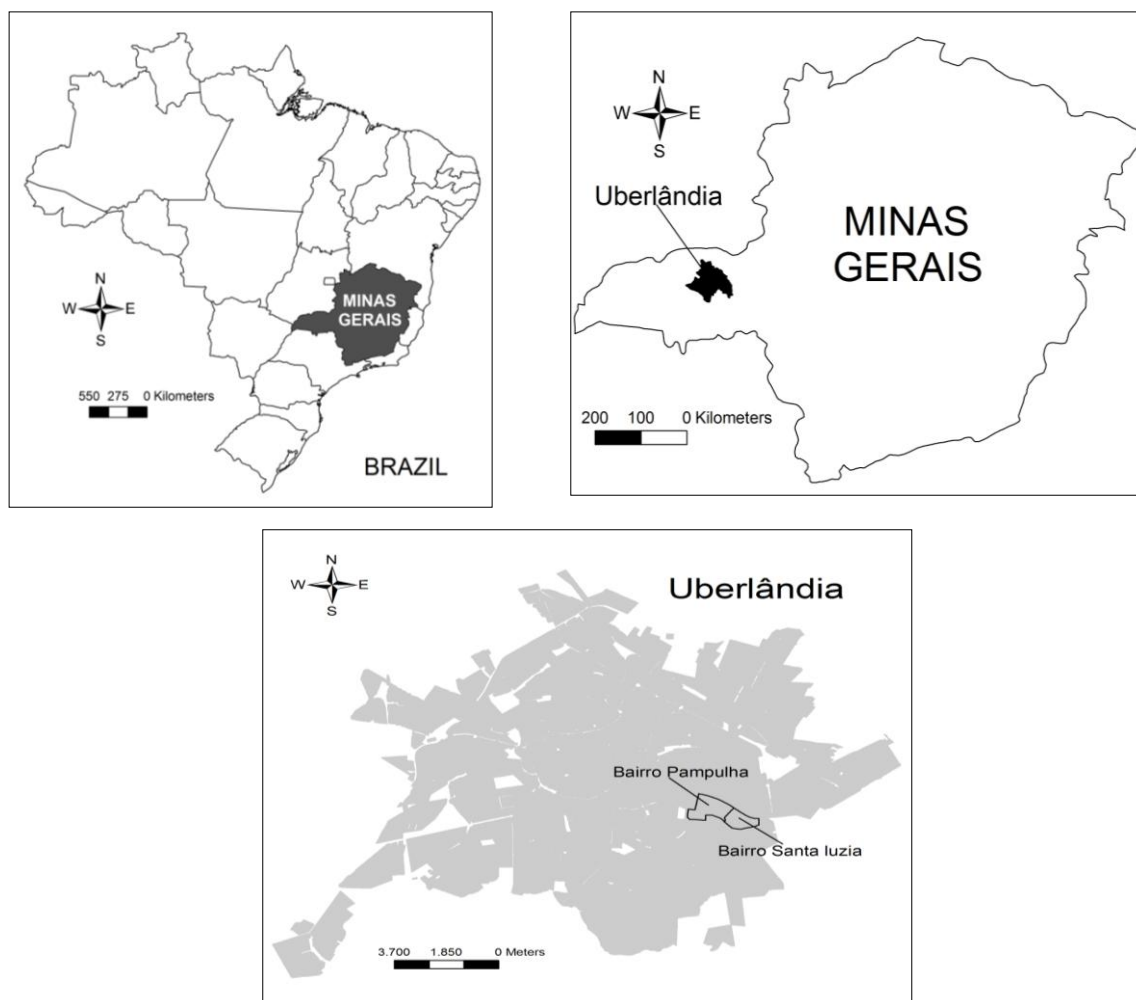 N
W E
S
MINAS
GERAIS
550 275 0 Kilometers
BRAZIL
N
W E
S
Uberlândia
MINAS
GERAIS
200 100 0 Kilometers
N
W E
S
Uberlândia
Bairro Pampulha
Bairro Santa luzia
3.700 1.850 0 Meters